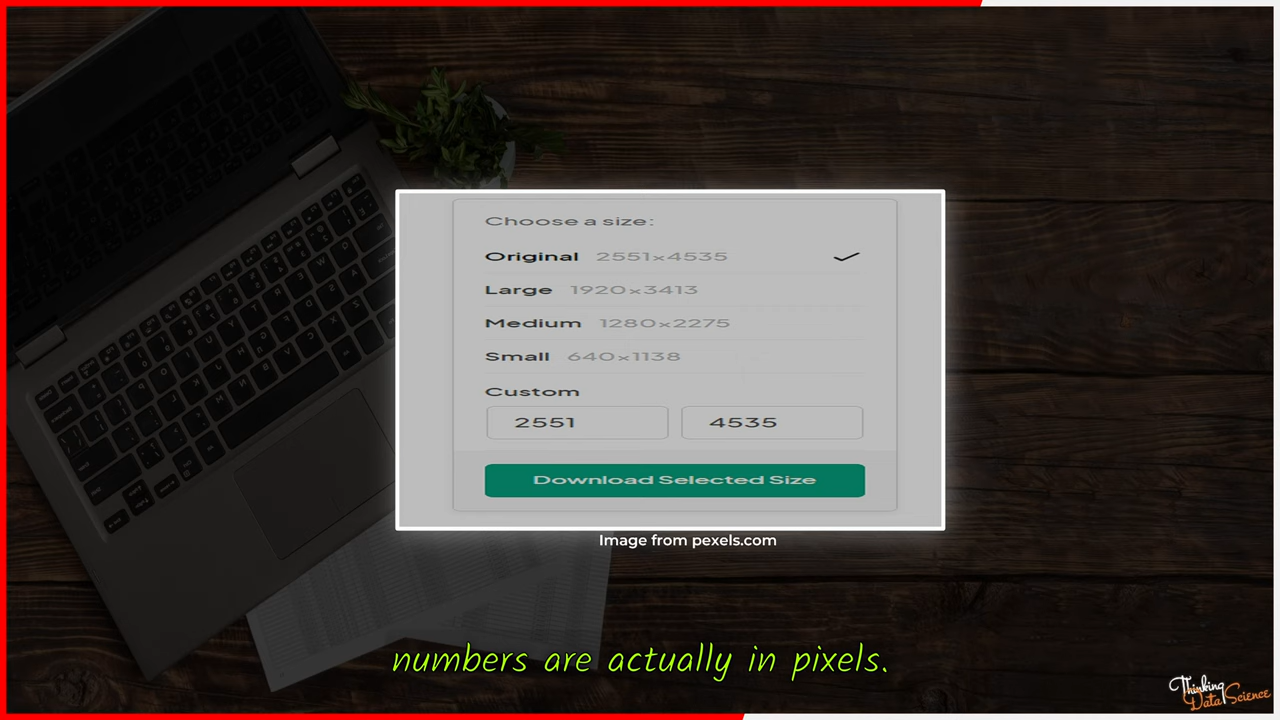 Choose a size:
Original 2551×4535
Large 1920×3413
Medium 1280×2275
Small 640×1138
Custom
2551 4535
Download Selected Size
Image from pexels.com
numbers are actually in pixels.
Thinking
Data Science